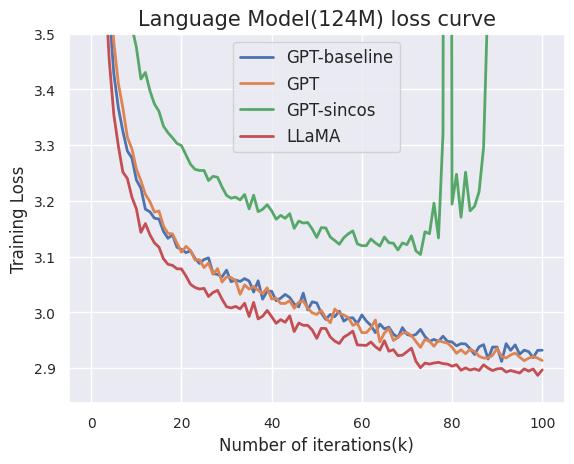 Language Model(124M) loss curve
3.5
3.4
3.3
3.2
3.1
3.0
2.9
Training Loss
GPT-baseline
GPT
GPT-sincos
LLaMA
0 20 40 60 80 100
Number of iterations(k)